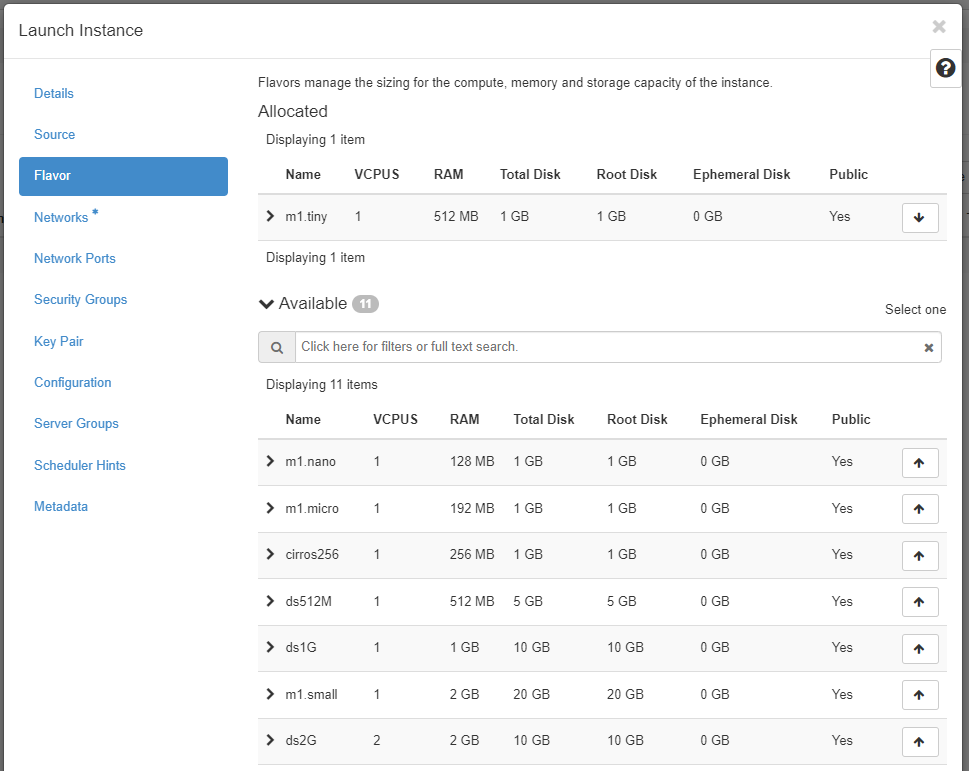 Launch Instance
Details
Source
Flavor
Networks *
Network Ports
Security Groups
Key Pair
Configuration
Server Groups
Scheduler Hints
Metadata
Flavors manage the sizing for the compute, memory and storage capacity of the instance.
Allocated
Displaying 1 item
Name VCPUS RAM Total Disk Root Disk Ephemeral Disk Public
m1.tiny 1 512 MB 1 GB 1 GB 0 GB Yes
Displaying 1 item
Available 11
Select one
Click here for filters or full text search.
Displaying 11 items
Name VCPUS RAM Total Disk Root Disk Ephemeral Disk Public
m1.nano 1 128 MB 1 GB 1 GB 0 GB Yes
m1.micro 1 192 MB 1 GB 1 GB 0 GB Yes
cirros256 1 256 MB 1 GB 1 GB 0 GB Yes
ds512M 1 512 MB 5 GB 5 GB 0 GB Yes
ds1G 1 1 GB 10 GB 10 GB 0 GB Yes
m1.small 1 2 GB 20 GB 20 GB 0 GB Yes
ds2G 2 2 GB 10 GB 10 GB 0 GB Yes